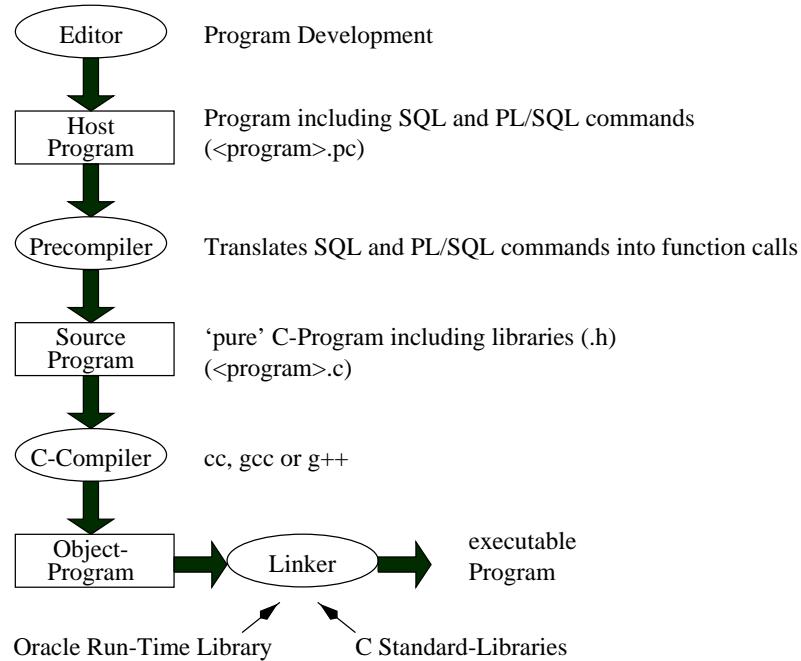 Editor
Program Development
Host
Program
Program including SQL and PL/SQL commands
(<program>.pc)
Precompiler
Translates SQL and PL/SQL commands into function calls
Source
Program
‘pure’ C-Program including libraries (.h)
(<program>.c)
C-Compiler
cc, gcc or g++
Object-
Program
Linker
executable
Program
Oracle Run-Time Library
C Standard-Libraries